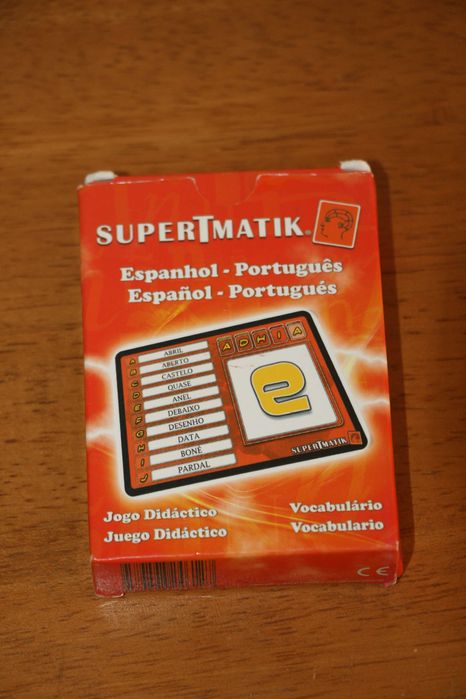 SUPERTMATIK®
Espanhol - Português
Español - Portugués
A ABRIL
B ABERTO
C CASTELO
D QUASE
E ANEL
F DEBAIXO
G DESENHO
H DATA
I BONÉ
J PARDAL
A D H I A
e
SUPERTMATIK
Jogo Didáctico
Juego Didáctico
Vocabulário
Vocabulario
CE